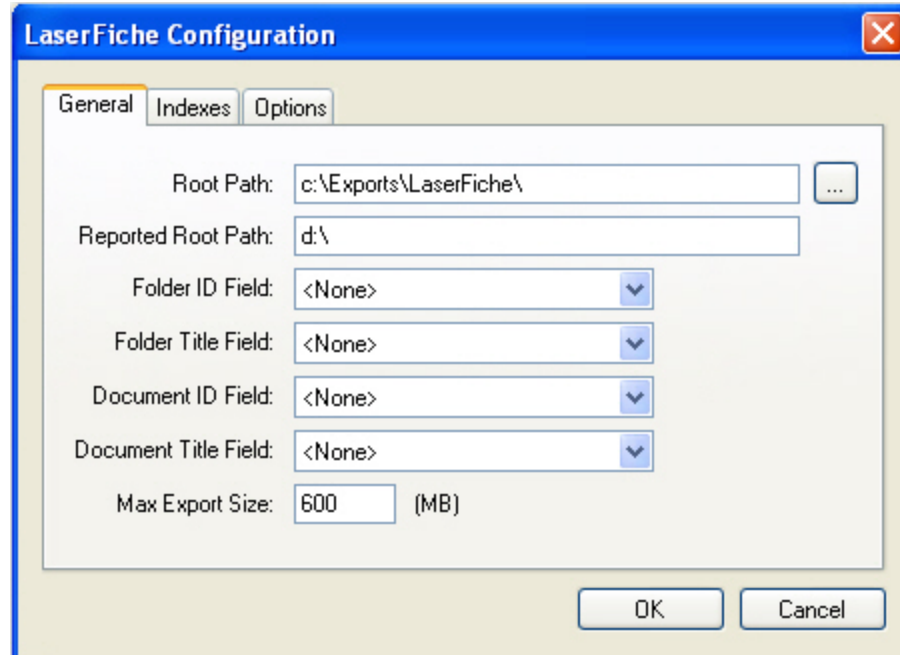 LaserFiche Configuration
General Indexes Options
Root Path: c:\Exports\LaserFiche\ ...
Reported Root Path: d:\
Folder ID Field: <None>
Folder Title Field: <None>
Document ID Field: <None>
Document Title Field: <None>
Max Export Size: 600 (MB)
OK Cancel